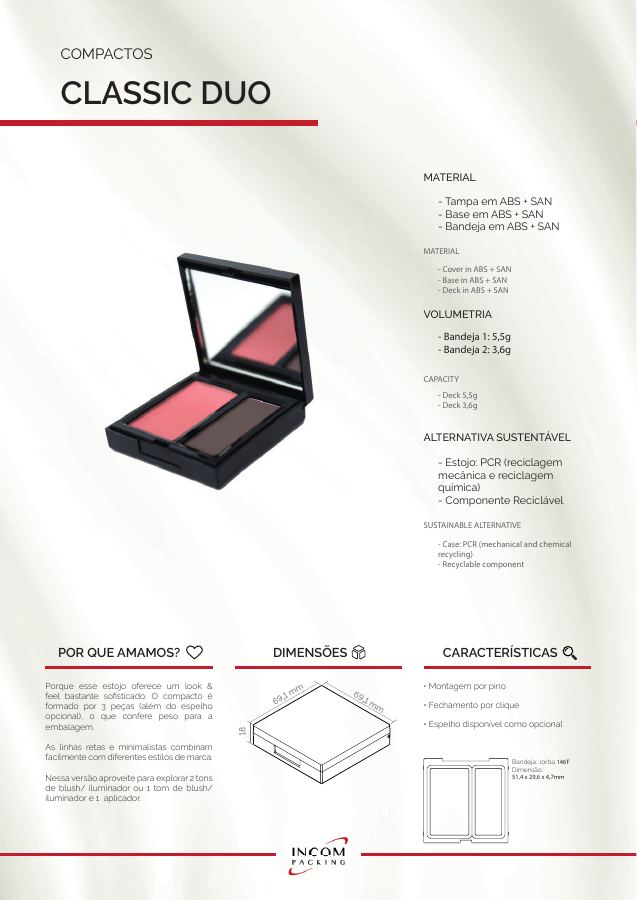 COMPACTOS
CLASSIC DUO
MATERIAL
- Tampa em ABS + SAN
- Base em ABS + SAN
- Bandeja em ABS + SAN
MATERIAL
- Cover in ABS + SAN
- Base in ABS + SAN
- Deck in ABS + SAN
VOLUMETRIA
- Bandeja 1: 5,5g
- Bandeja 2: 3,6g
CAPACITY
- Deck 5,5g
- Deck 3,6g
ALTERNATIVA SUSTENTÁVEL
- Estojo: PCR (reciclagem
mecânica e reciclagem
química)
- Componente Reciclável
SUSTAINABLE ALTERNATIVE
- Case: PCR (mechanical and chemical
recycling)
- Recyclable component
POR QUE AMAMOS?
Porque esse estojo oferece um look &
feel bastante sofisticado. O compacto é
formado por 3 peças (além do espelho
opcional), o que confere peso para a
embalagem.
As linhas retas e minimalistas combinam
facilmente com diferentes estilos de marca.
Nessa versão aproveite para explorar 2 tons
de blush/ iluminador ou 1 tom de blush/
iluminador e 1 aplicador.
DIMENSÕES
69,1 mm
69,1 mm
18
CARACTERÍSTICAS
• Montagem por pino
• Fechamento por clique
• Espelho disponível como opcional
Bandeja: Jorba 146F
Dimensão:
51,4 x 29,6 x 4,7mm
INCOM
PACKING